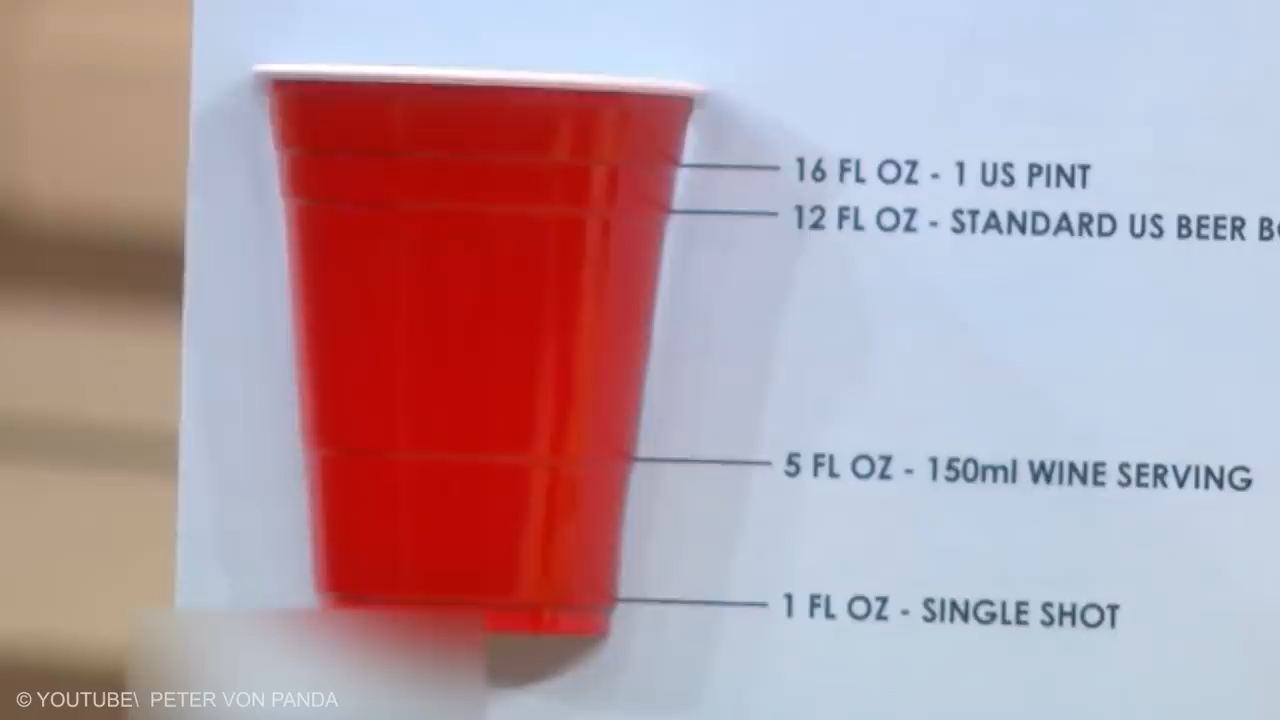 16 FL OZ - 1 US PINT
12 FL OZ - STANDARD US BEER
5 FL OZ - 150ml WINE SERVING
1 FL OZ - SINGLE SHOT
© YOUTUBE\ PETER VON PANDA